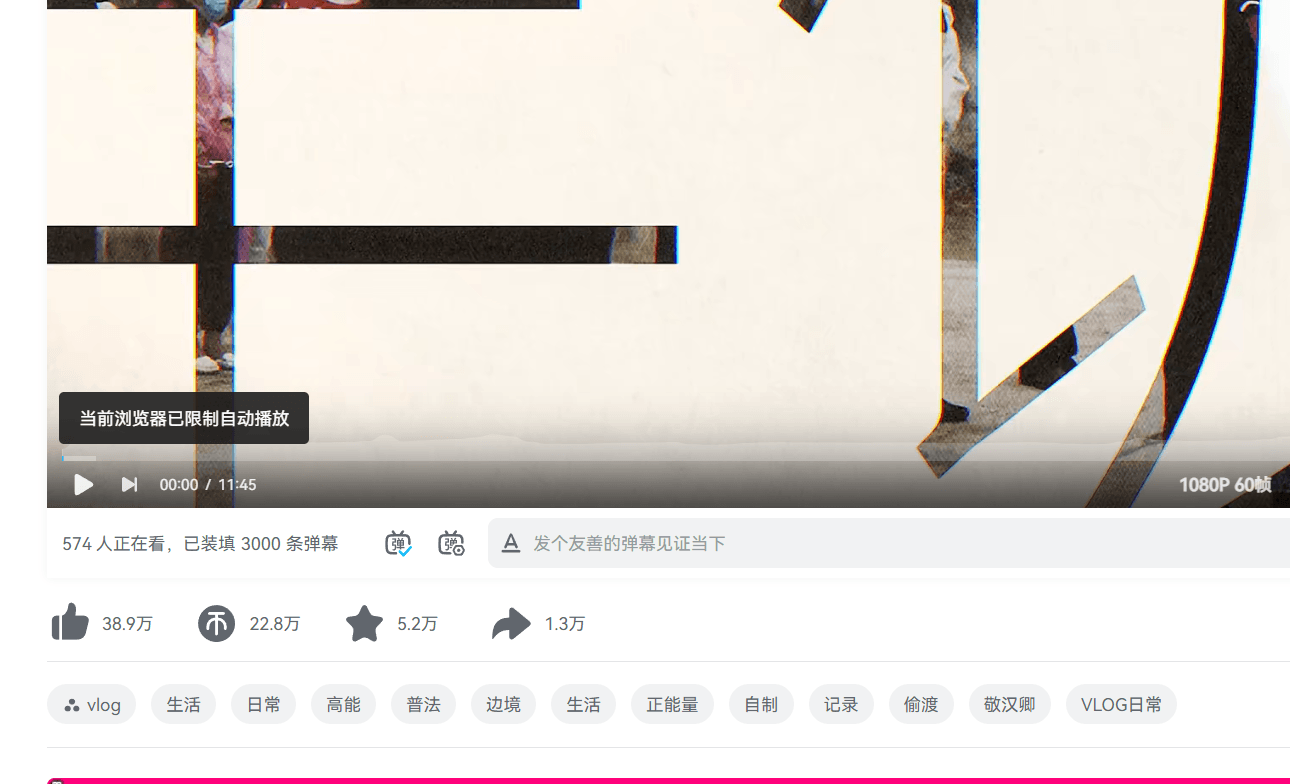 当前浏览器已限制自动播放
00:00 / 11:45
1080P 60帧
574 人正在看，已装填 3000 条弹幕
弹
弹
A 发个友善的弹幕见证当下
38.9万
22.8万
5.2万
1.3万
vlog 生活 日常 高能 普法 边境 生活 正能量 自制 记录 偷渡 敬汉卿 VLOG日常